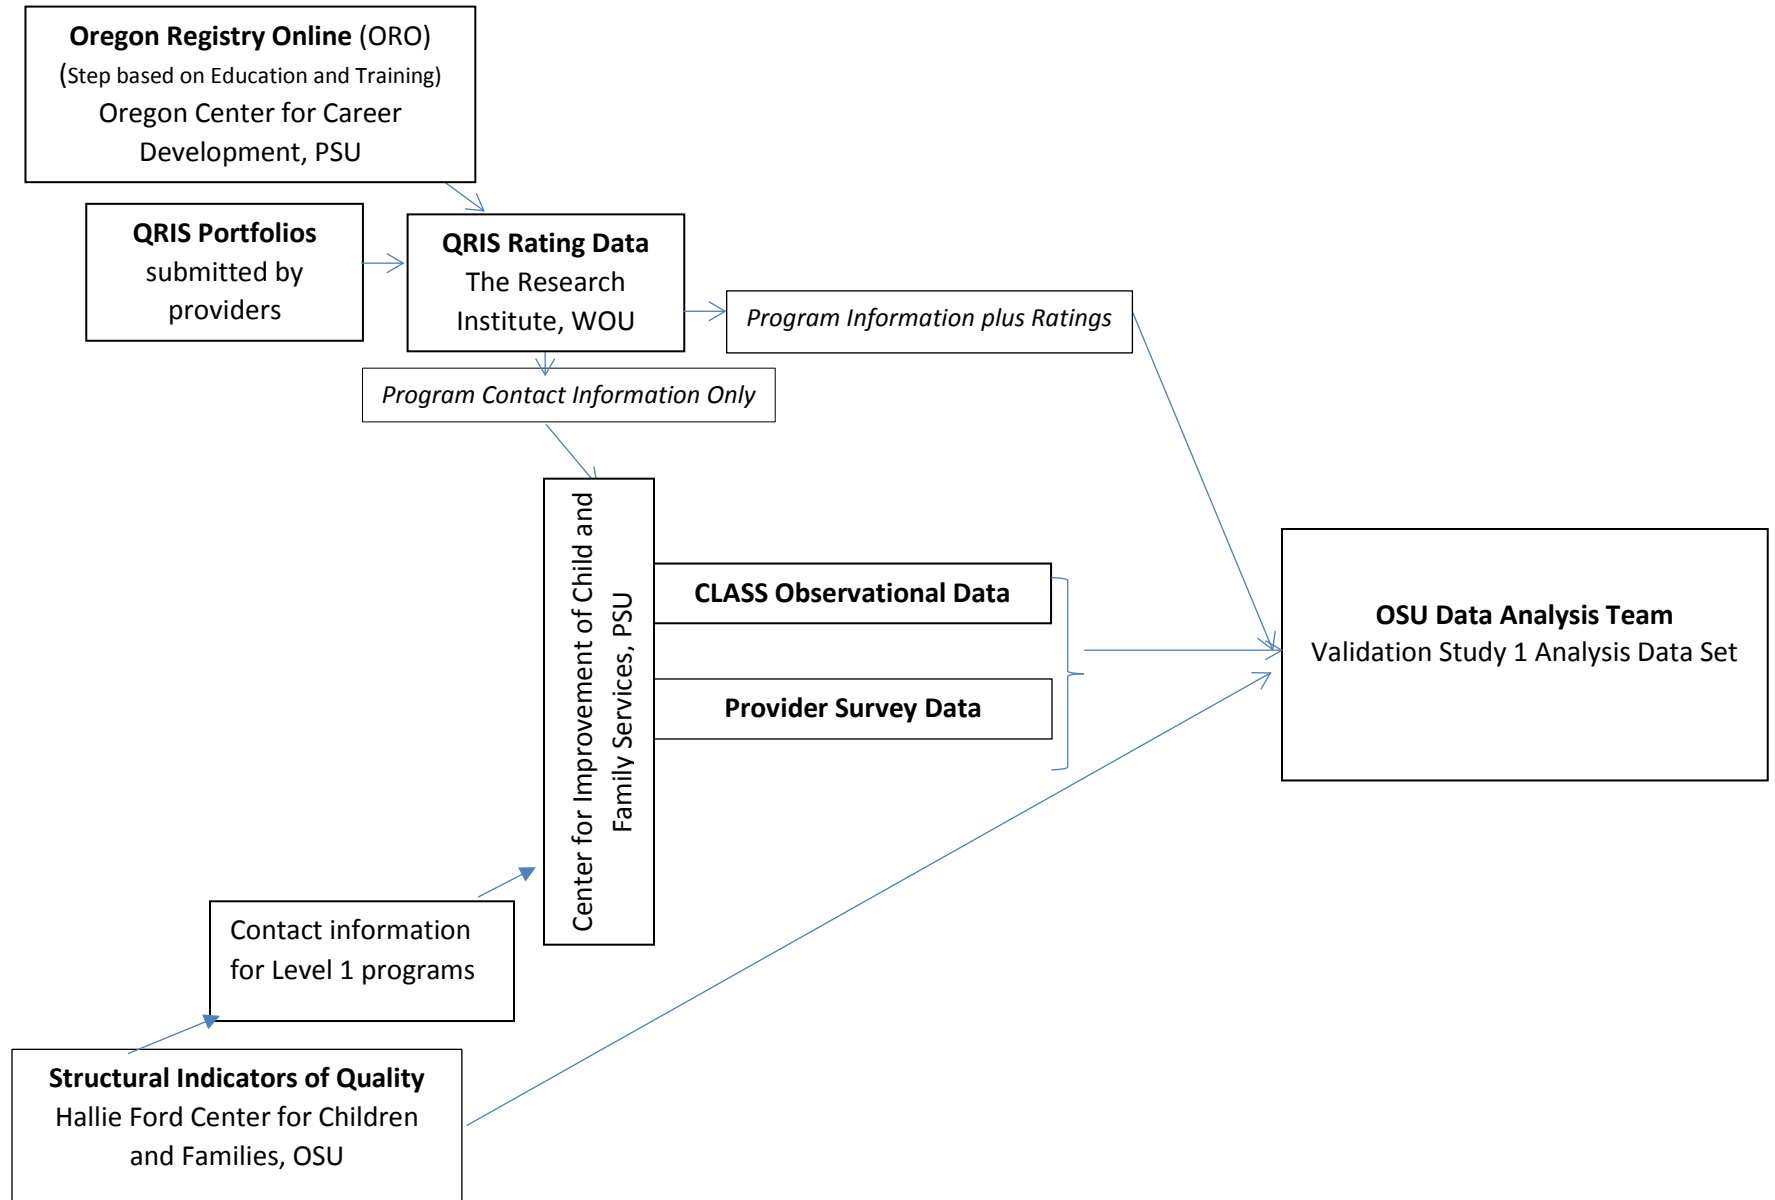 Oregon Registry Online (ORO)
(Step based on Education and Training)
Oregon Center for Career
Development, PSU
QRIS Portfolios
submitted by
providers
QRIS Rating Data
The Research
Institute, WOU
Program Information plus Ratings
Program Contact Information Only
Center for Improvement of Child and
Family Services, PSU
CLASS Observational Data
Provider Survey Data
OSU Data Analysis Team
Validation Study 1 Analysis Data Set
Contact information
for Level 1 programs
Structural Indicators of Quality
Hallie Ford Center for Children
and Families, OSU